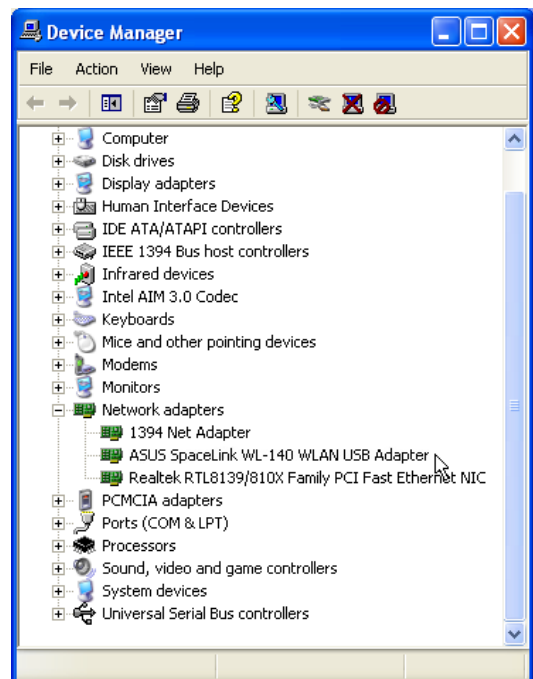 Device Manager
File Action View Help
Computer
Disk drives
Display adapters
Human Interface Devices
IDE ATA/ATAPI controllers
IEEE 1394 Bus host controllers
Infrared devices
Intel AIM 3.0 Codec
Keyboards
Mice and other pointing devices
Modems
Monitors
Network adapters
1394 Net Adapter
ASUS SpaceLink WL-140 WLAN USB Adapter
Realtek RTL8139/810X Family PCI Fast Ethernet NIC
PCMCIA adapters
Ports (COM & LPT)
Processors
Sound, video and game controllers
System devices
Universal Serial Bus controllers